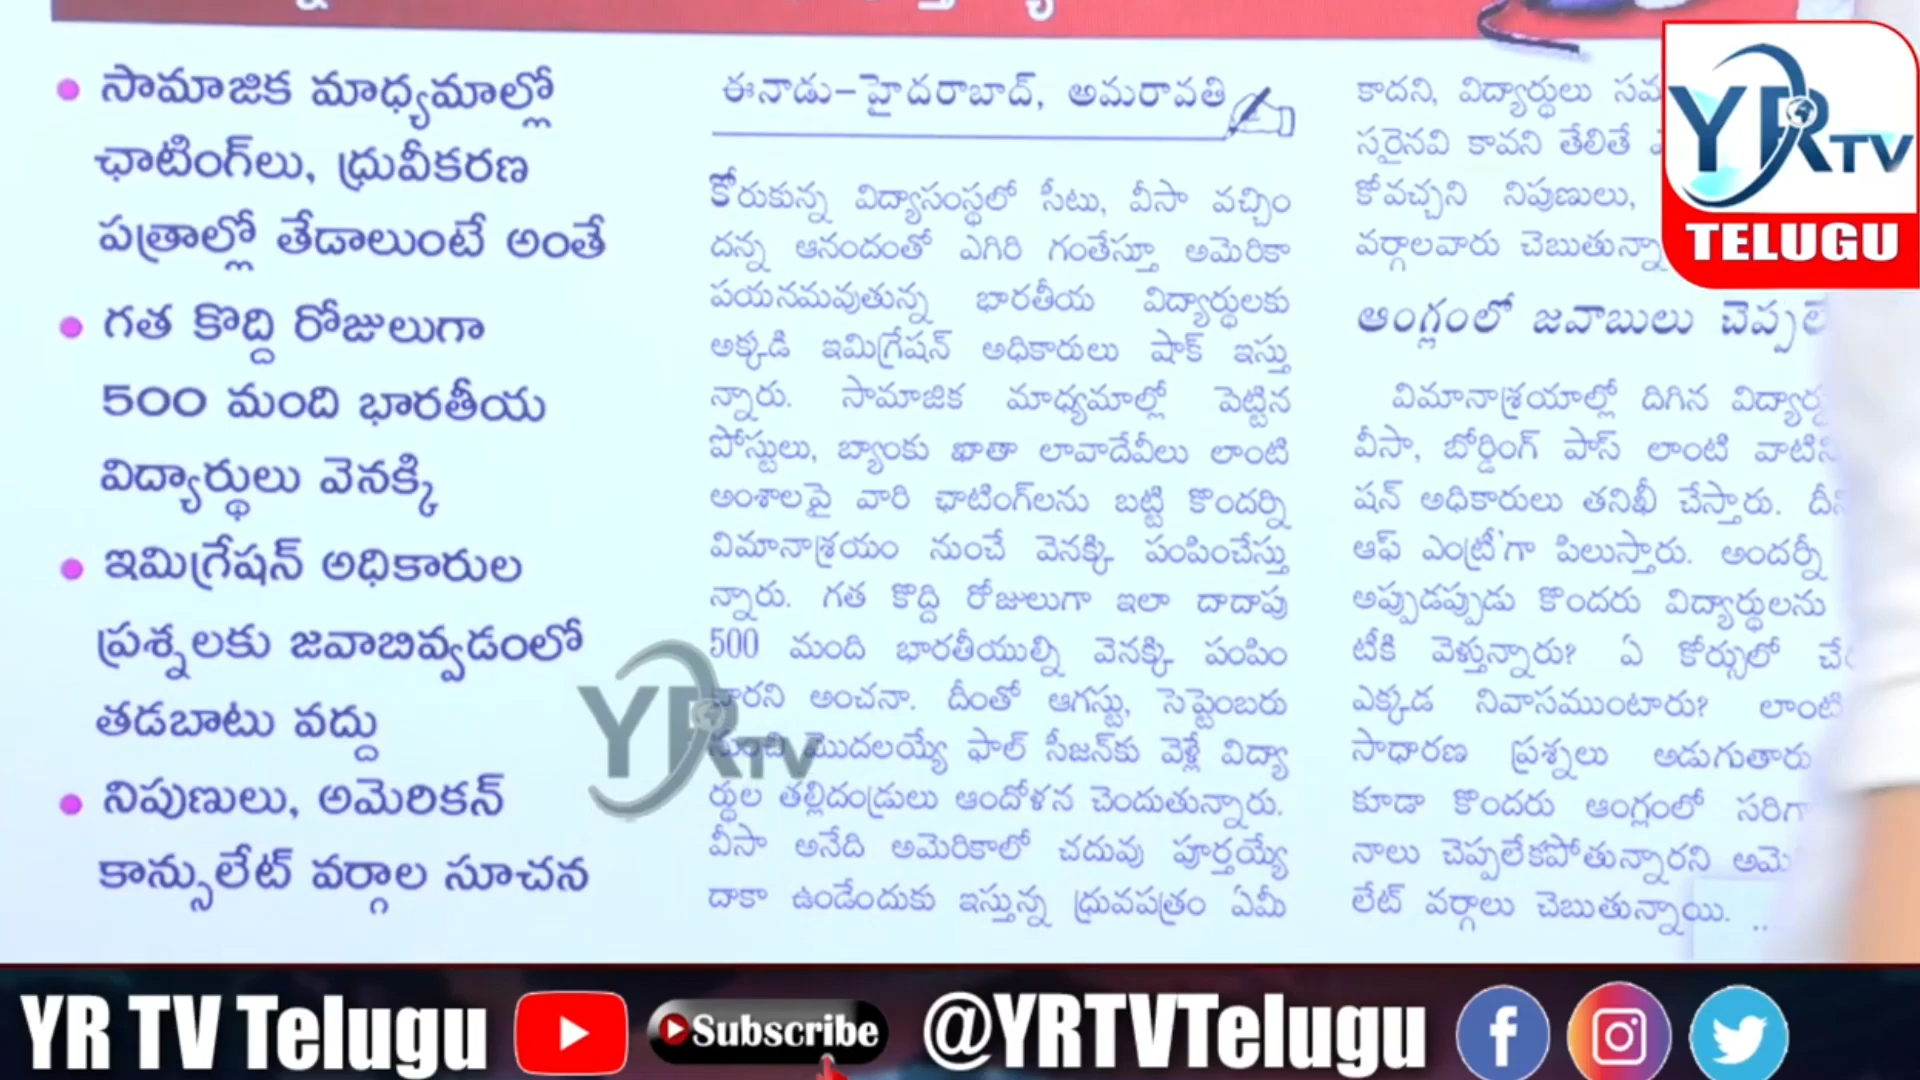 సామాజిక మాధ్యమాల్లో
ఛాటింగ్‌లు, ధ్రువీకరణ
పత్రాల్లో తేడాలుంటే అంతే
గత కొద్ది రోజులుగా
500 మంది భారతీయ
విద్యార్థులు వెనక్కి
ఇమిగ్రేషన్ అధికారుల
ప్రశ్నలకు జవాబివ్వడంలో
తడబాటు వద్దు
నిపుణులు, అమెరికన్
కాన్సులేట్ వర్గాల సూచన
ఈనాడు-హైదరాబాద్, అమరావతి
కోరుకున్న విద్యాసంస్థలో సీటు, వీసా వచ్చిం
దన్న ఆనందంతో ఎగిరి గంతేస్తూ అమెరికా
పయనమవుతున్న భారతీయ విద్యార్థులకు
అక్కడి ఇమిగ్రేషన్ అధికారులు షాక్ ఇస్తు
న్నారు. సామాజిక మాధ్యమాల్లో పెట్టిన
పోస్టులు, బ్యాంకు ఖాతా లావాదేవీలు లాంటి
అంశాలపై వారి ఛాటింగ్‌లను బట్టి కొందర్ని
విమానాశ్రయం నుంచే వెనక్కి పంపించేస్తు
న్నారు. గత కొద్ది రోజులుగా ఇలా దాదాపు
500 మంది భారతీయుల్ని వెనక్కి పంపిం
అంచనా. దీంతో ఆగస్టు, సెప్టెంబరు
మొదలయ్యే ఫాల్ సీజన్‌కు వెళ్లే విద్యా
ర్థుల తల్లిదండ్రులు ఆందోళన చెందుతున్నారు.
వీసా అనేది అమెరికాలో చదువు పూర్తయ్యే
దాకా ఉండేందుకు ఇస్తున్న ధ్రువపత్రం ఏమీ
కాదని, విద్యార్థులు
సరైనవి కావని తేలితే
కోవచ్చని నిపుణులు,
వర్గాలవారు
ఆంగ్లంలో జవాబులు
విమానాశ్రయాల్లో దిగిన
వీసా, బోర్డింగ్ పాస్ లాంటి
షన్ అధికారులు తనిఖీ చేస్తారు.
ఆఫ్ ఎంట్రీ'గా పిలుస్తారు. అందర్నీ
అప్పుడప్పుడు కొందరు విద్యార్థులను
టీకి వెళ్తున్నారు? ఏ కోర్సులో
ఎక్కడ నివాసముంటారు?
సాధారణ ప్రశ్నలు అడుగుతారు
కూడా కొందరు ఆంగ్లంలో
నాలు చెప్పలేకపోతున్నారని
లేట్ వర్గాలు చెబుతున్నాయి. ..
YR TV
TELUGU
YR TV
YR TV Telugu
Subscribe
@YRTVTelugu